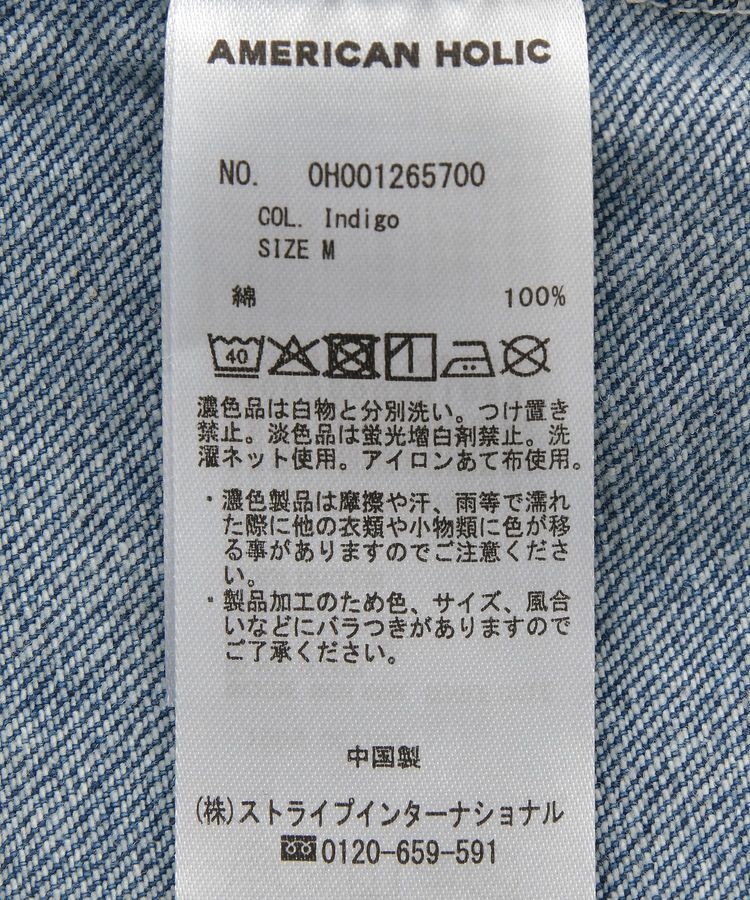 AMERICAN HOLIC
NO. 0H001265700
COL. Indigo
SIZE M
綿 100%
40
濃色品は白物と分別洗い。つけ置き
禁止。淡色品は蛍光増白剤禁止。洗
濯ネット使用。アイロンあて布使用。
・濃色製品は摩擦や汗、雨等で濡れ
た際に他の衣類や小物類に色が移
る事がありますのでご注意くださ
い。
・製品加工のため色、サイズ、風合
いなどにバラつきがありますので
ご了承ください。
中国製
(株)ストライプインターナショナル
0120-659-591